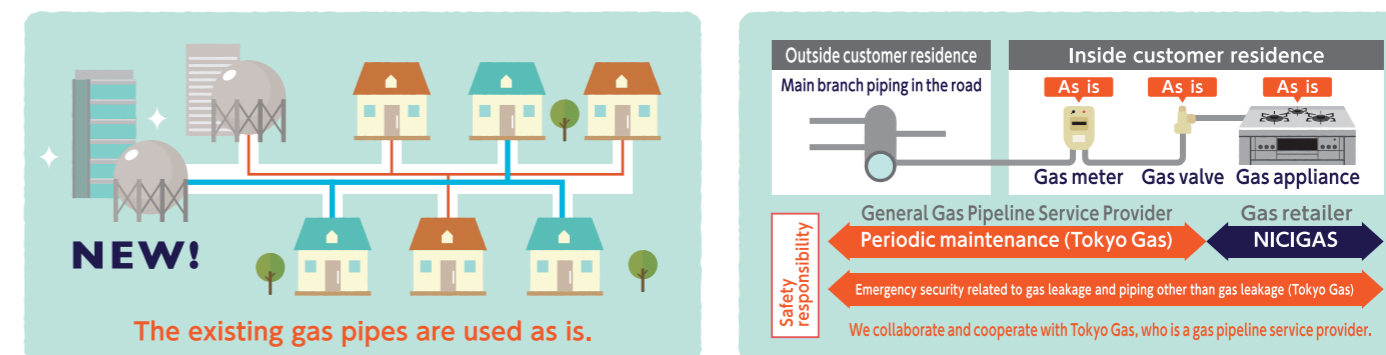 NEW!
The existing gas pipes are used as is.
Outside customer residence
Main branch piping in the road
Inside customer residence
As is
As is
As is
Gas meter
Gas valve
Gas appliance
Safety
responsibility
General Gas Pipeline Service Provider
Gas retailer
Periodic maintenance (Tokyo Gas)
NICIGAS
Emergency security related to gas leakage and piping other than gas leakage (Tokyo Gas)
We collaborate and cooperate with Tokyo Gas, who is a gas pipeline service provider.